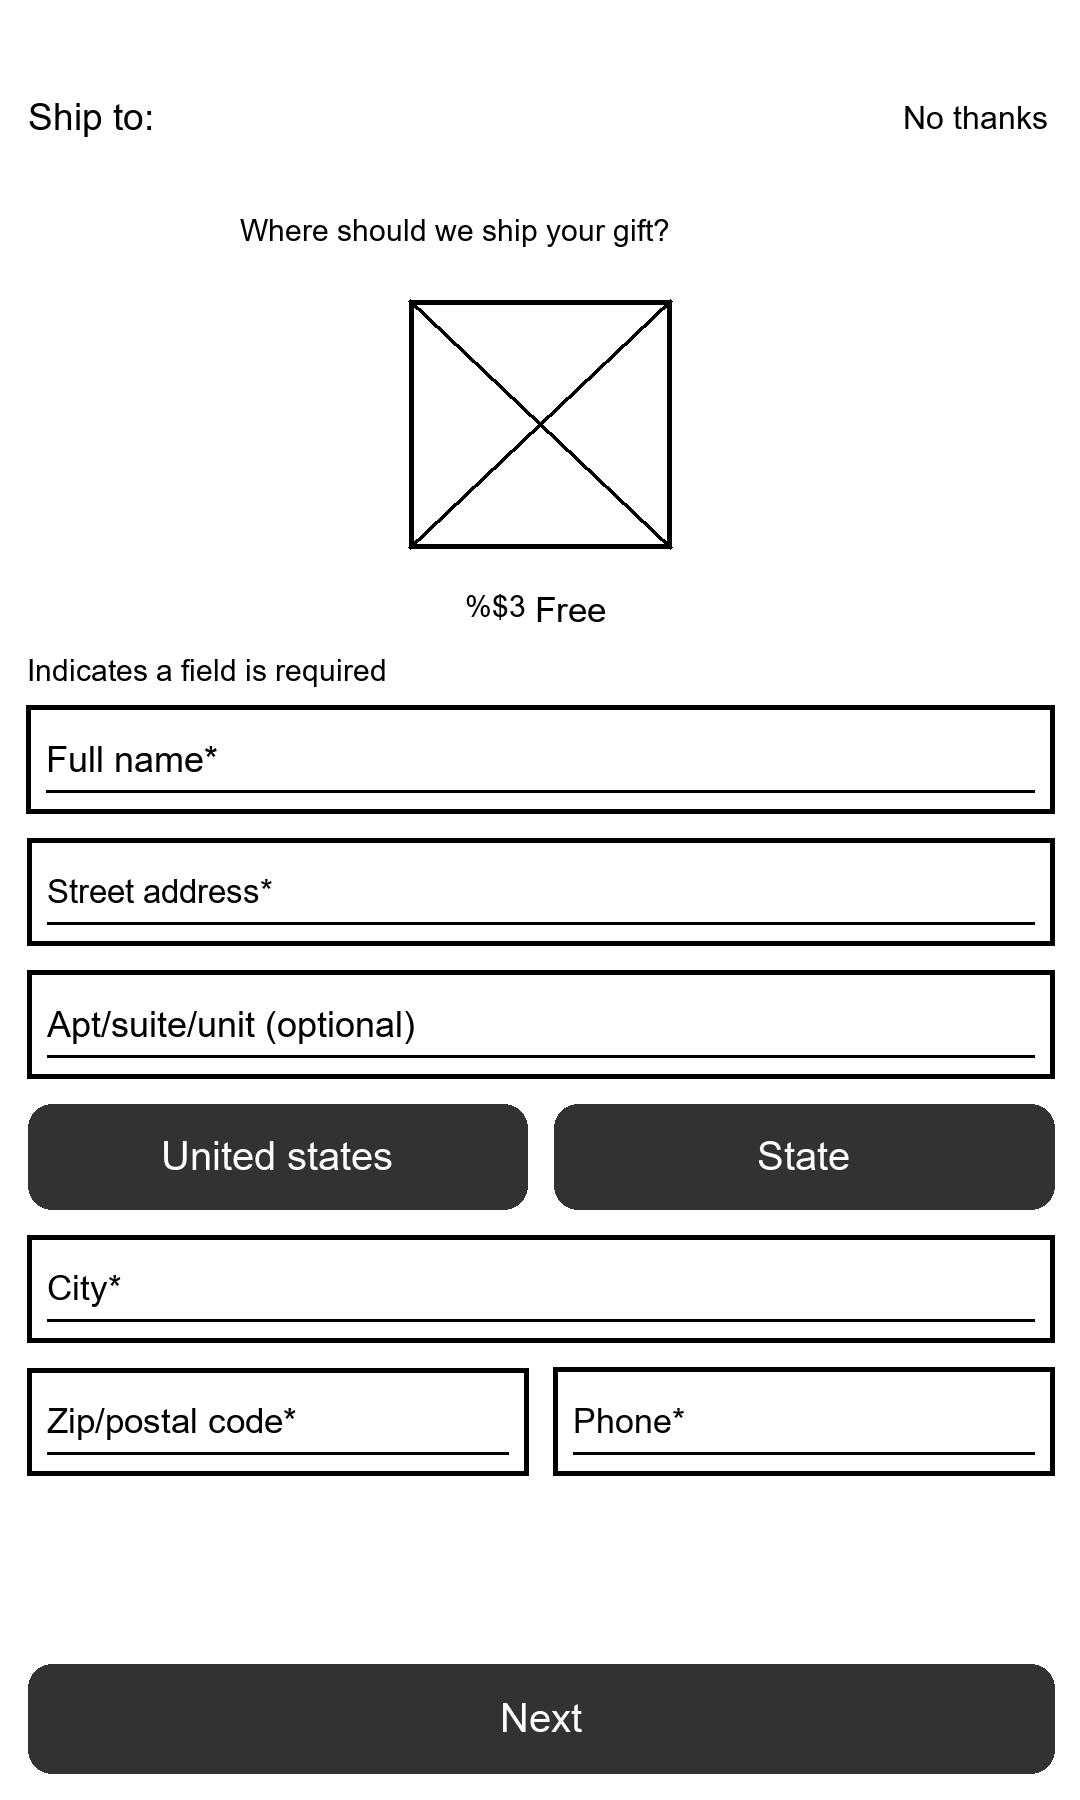 Ship to:
No thanks
Where should we ship your gift?
%$3 Free
Indicates a field is required
Full name*
Street address*
Apt/suite/unit (optional)
United states
State
City*
Zip/postal code*
Phone*
Next